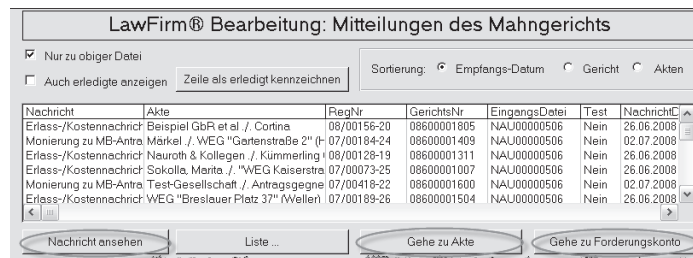 LawFirm® Bearbeitung: Mitteilungen des Mahngerichts
Nur zu obiger Datei
Auch erledigte anzeigen Zeile als erledigt kennzeichnen Sortierung: Empfangs-Datum Gericht Akten
Nachricht Akte RegNr GerichtsNr EingangsDatei Test NachrichtD
Erlass-/Kostennachrich Beispiel GbR et al ./. Cortina 08/00156-20 08600001805 NAU00000506 Nein 26.06.2008
Monierung zu MB-Antra Märkel ./. WEG "Gartenstraße 2" (H 07/00184-24 08600001409 NAU00000506 Nein 02.07.2008
Erlass-/Kostennachrich Nauroth & Kollegen ./. Kümmerling 08/00128-19 08600001311 NAU00000506 Nein 26.06.2008
Erlass-/Kostennachrich Sokolla, Marita ./. "WEG Kaiserstra 07/00073-25 08600001007 NAU00000506 Nein 26.06.2008
Monierung zu MB-Antra Test-Gesellschaft ./. Antragsgegne 07/00418-22 08600001600 NAU00000506 Nein 02.07.2008
Erlass-/Kostennachrich WEG "Breslauer Platz 37" (Weller) 07/00189-26 08600001504 NAU00000506 Nein 26.06.2008
Nachricht ansehen Liste ... Gehe zu Akte Gehe zu Forderungskonto